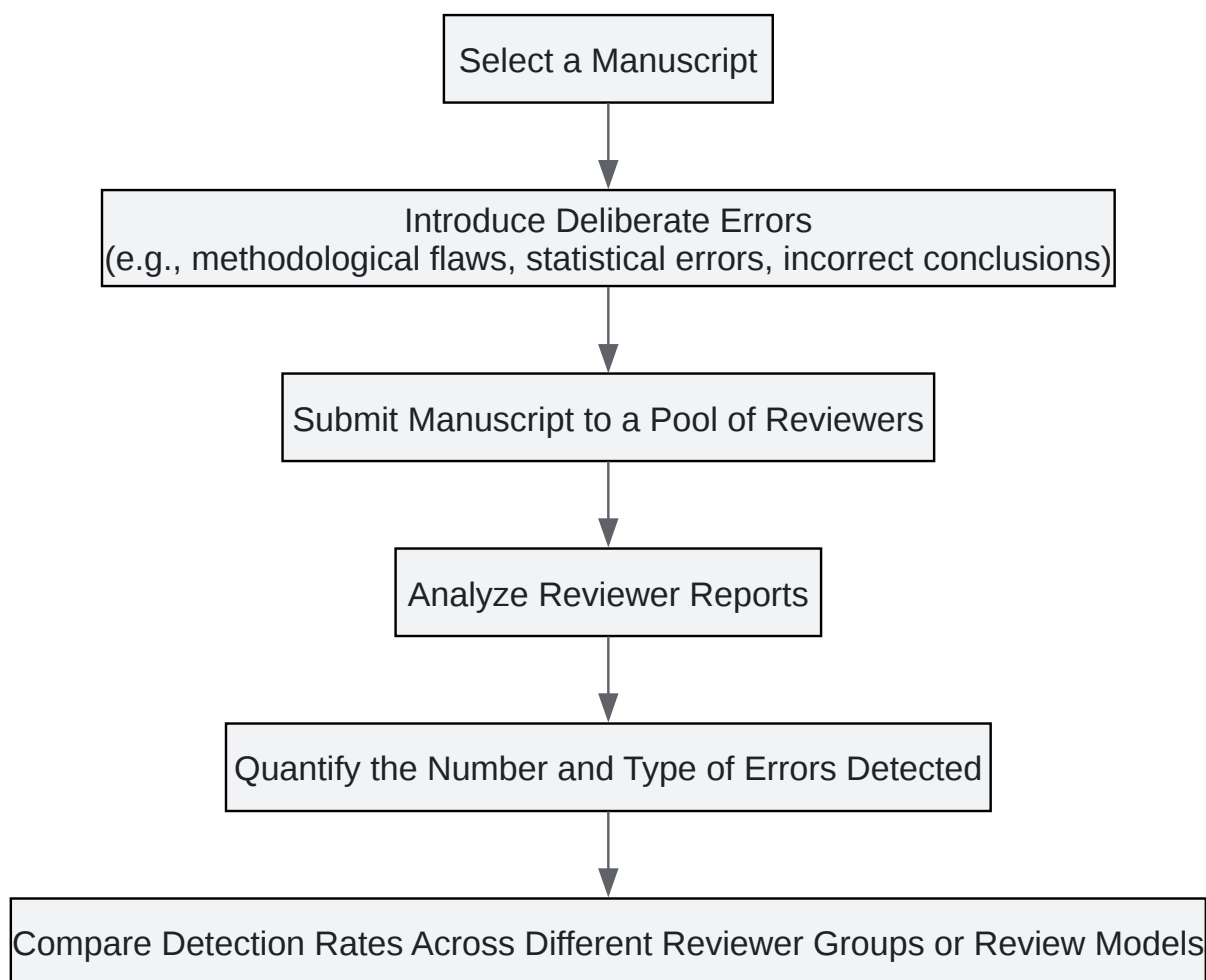 Select a Manuscript
Introduce Deliberate Errors
(e.g., methodological flaws, statistical errors, incorrect conclusions)
Submit Manuscript to a Pool of Reviewers
Analyze Reviewer Reports
Quantify the Number and Type of Errors Detected
Compare Detection Rates Across Different Reviewer Groups or Review Models